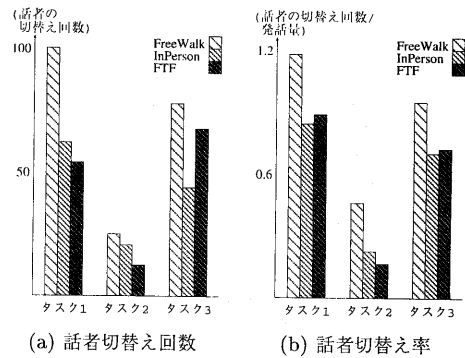 (話者の
切替え回数)
100
50
FreeWalk
InPerson
FTF
タスク1
タスク2
タスク3
(a) 話者切替え回数
(話者の切替え回数/
発話量)
1.2
0.6
FreeWalk
InPerson
FTF
タスク1
タスク2
タスク3
(b) 話者切替え率